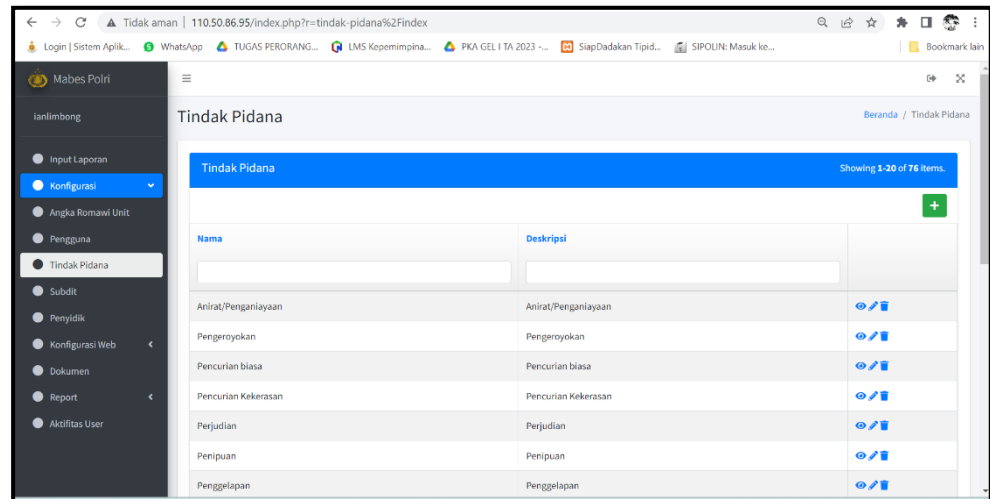 Tidak aman | 110.50.86.95/index.php?r=tindak-pidana%2Findex
Login | Sistem Aplik... WhatsApp TUGAS PERORANG... LMS Kepemimpina... PKA GEL I TA 2023 -... SiapDadakan Tipid... SIPOLIN: Masuk ke... Bookmark lain
Mabes Polri
ianlimbong
Tindak Pidana
Beranda / Tindak Pidana
Input Laporan
Konfigurasi
Angka Romawi Unit
Pengguna
Tindak Pidana
Subdit
Penyidik
Konfigurasi Web
Dokumen
Report
Aktifitas User
Tindak Pidana Showing 1-20 of 76 items.
+
Nama Deskripsi
Anirat/Penganiayaan Anirat/Penganiayaan
Pengeroyokan Pengeroyokan
Pencurian biasa Pencurian biasa
Pencurian Kekerasan Pencurian Kekerasan
Perjudian Perjudian
Penipuan Penipuan
Penggelapan Penggelapan